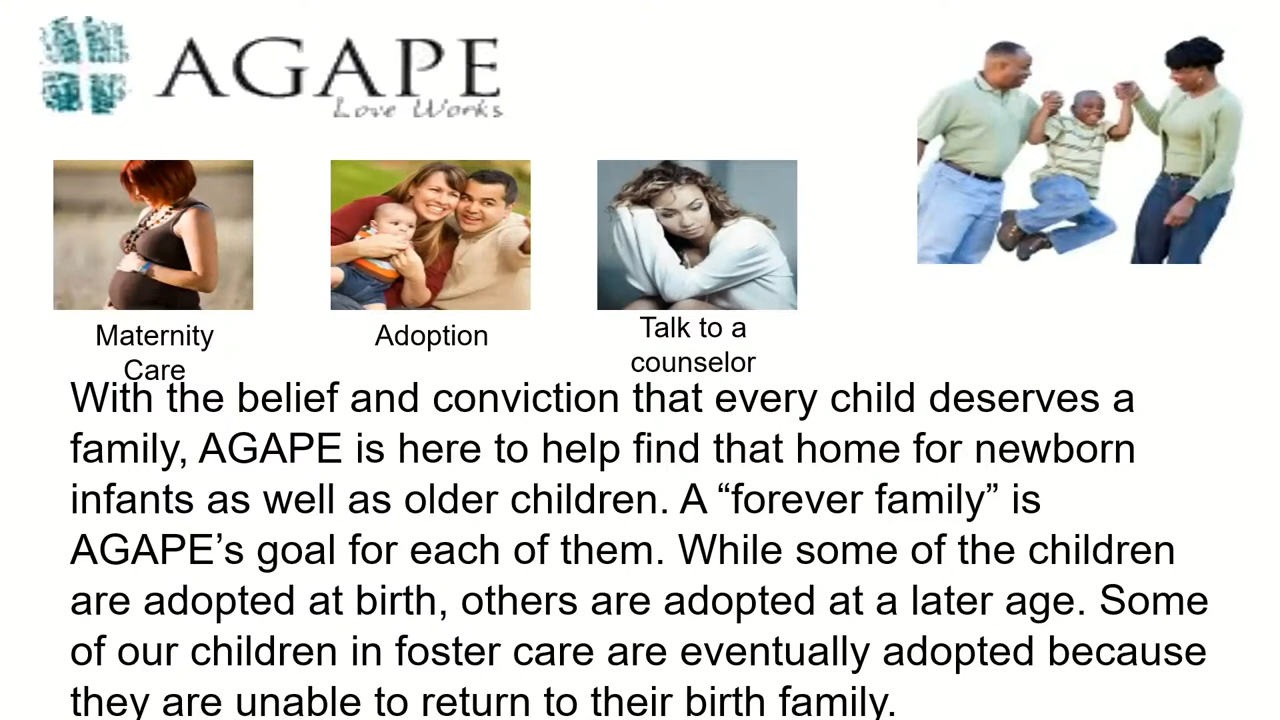 AGAPE
Love Works
Maternity
Care
Adoption
Talk to a
counselor
With the belief and conviction that every child deserves a
family, AGAPE is here to help find that home for newborn
infants as well as older children. A “forever family” is
AGAPE’s goal for each of them. While some of the children
are adopted at birth, others are adopted at a later age. Some
of our children in foster care are eventually adopted because
they are unable to return to their birth family.